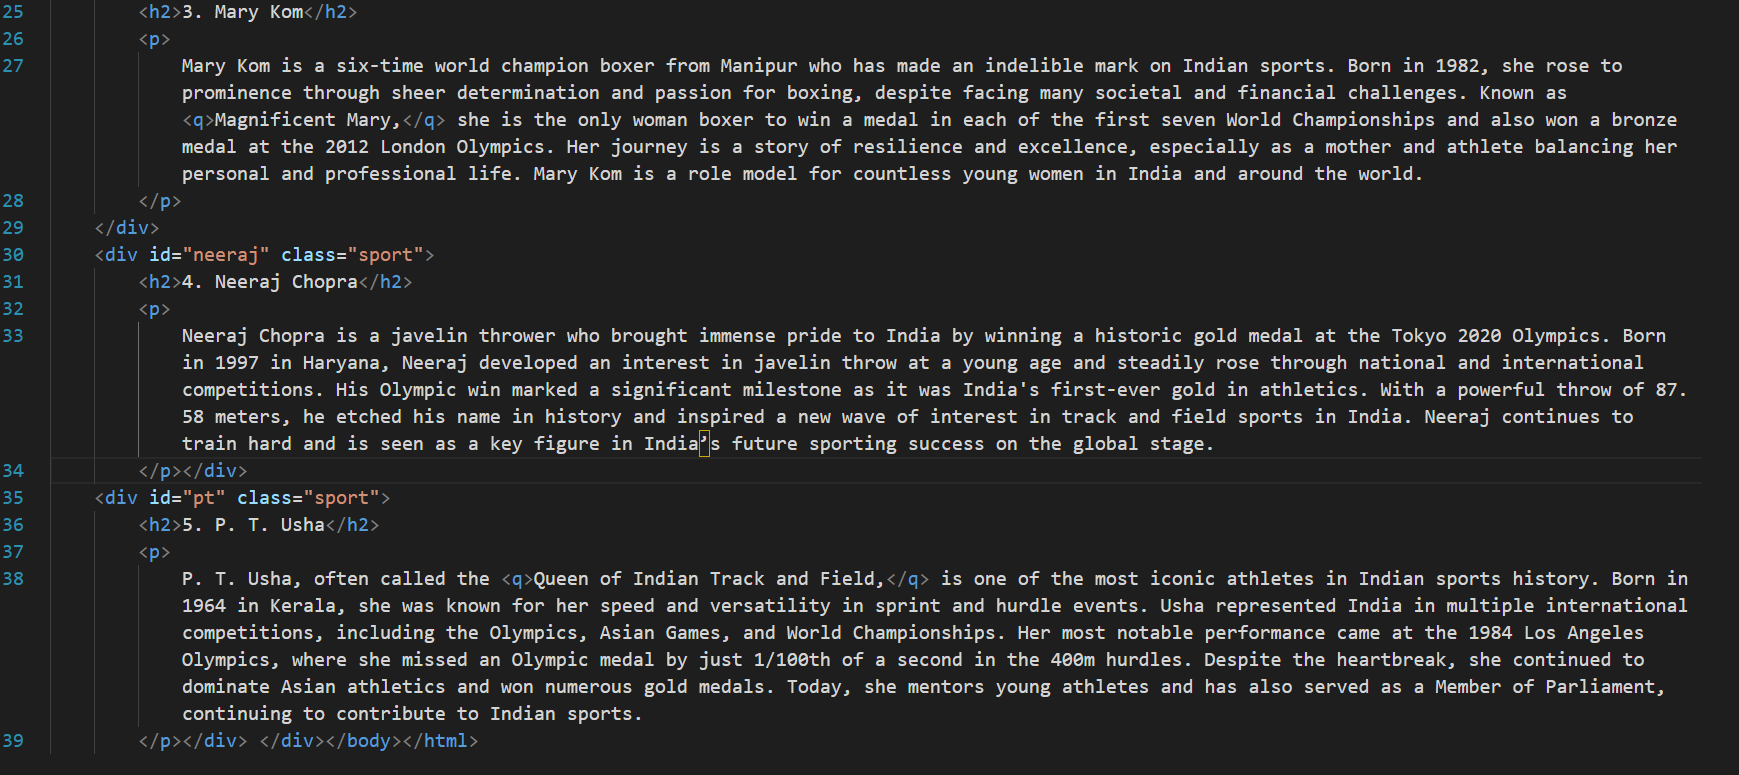 25 <h2>3. Mary Kom</h2>
26 <p>
27 Mary Kom is a six-time world champion boxer from Manipur who has made an indelible mark on Indian sports. Born in 1982, she rose to
prominence through sheer determination and passion for boxing, despite facing many societal and financial challenges. Known as
<q>Magnificent Mary,</q> she is the only woman boxer to win a medal in each of the first seven World Championships and also won a bronze
medal at the 2012 London Olympics. Her journey is a story of resilience and excellence, especially as a mother and athlete balancing her
personal and professional life. Mary Kom is a role model for countless young women in India and around the world.
28 </p>
29 </div>
30 <div id="neeraj" class="sport">
31 <h2>4. Neeraj Chopra</h2>
32 <p>
33 Neeraj Chopra is a javelin thrower who brought immense pride to India by winning a historic gold medal at the Tokyo 2020 Olympics. Born
in 1997 in Haryana, Neeraj developed an interest in javelin throw at a young age and steadily rose through national and international
competitions. His Olympic win marked a significant milestone as it was India's first-ever gold in athletics. With a powerful throw of 87.
58 meters, he etched his name in history and inspired a new wave of interest in track and field sports in India. Neeraj continues to
train hard and is seen as a key figure in India’s future sporting success on the global stage.
34 </p></div>
35 <div id="pt" class="sport">
36 <h2>5. P. T. Usha</h2>
37 <p>
38 P. T. Usha, often called the <q>Queen of Indian Track and Field,</q> is one of the most iconic athletes in Indian sports history. Born in
1964 in Kerala, she was known for her speed and versatility in sprint and hurdle events. Usha represented India in multiple international
competitions, including the Olympics, Asian Games, and World Championships. Her most notable performance came at the 1984 Los Angeles
Olympics, where she missed an Olympic medal by just 1/100th of a second in the 400m hurdles. Despite the heartbreak, she continued to
dominate Asian athletics and won numerous gold medals. Today, she mentors young athletes and has also served as a Member of Parliament,
continuing to contribute to Indian sports.
39 </p></div> </div></body></html>